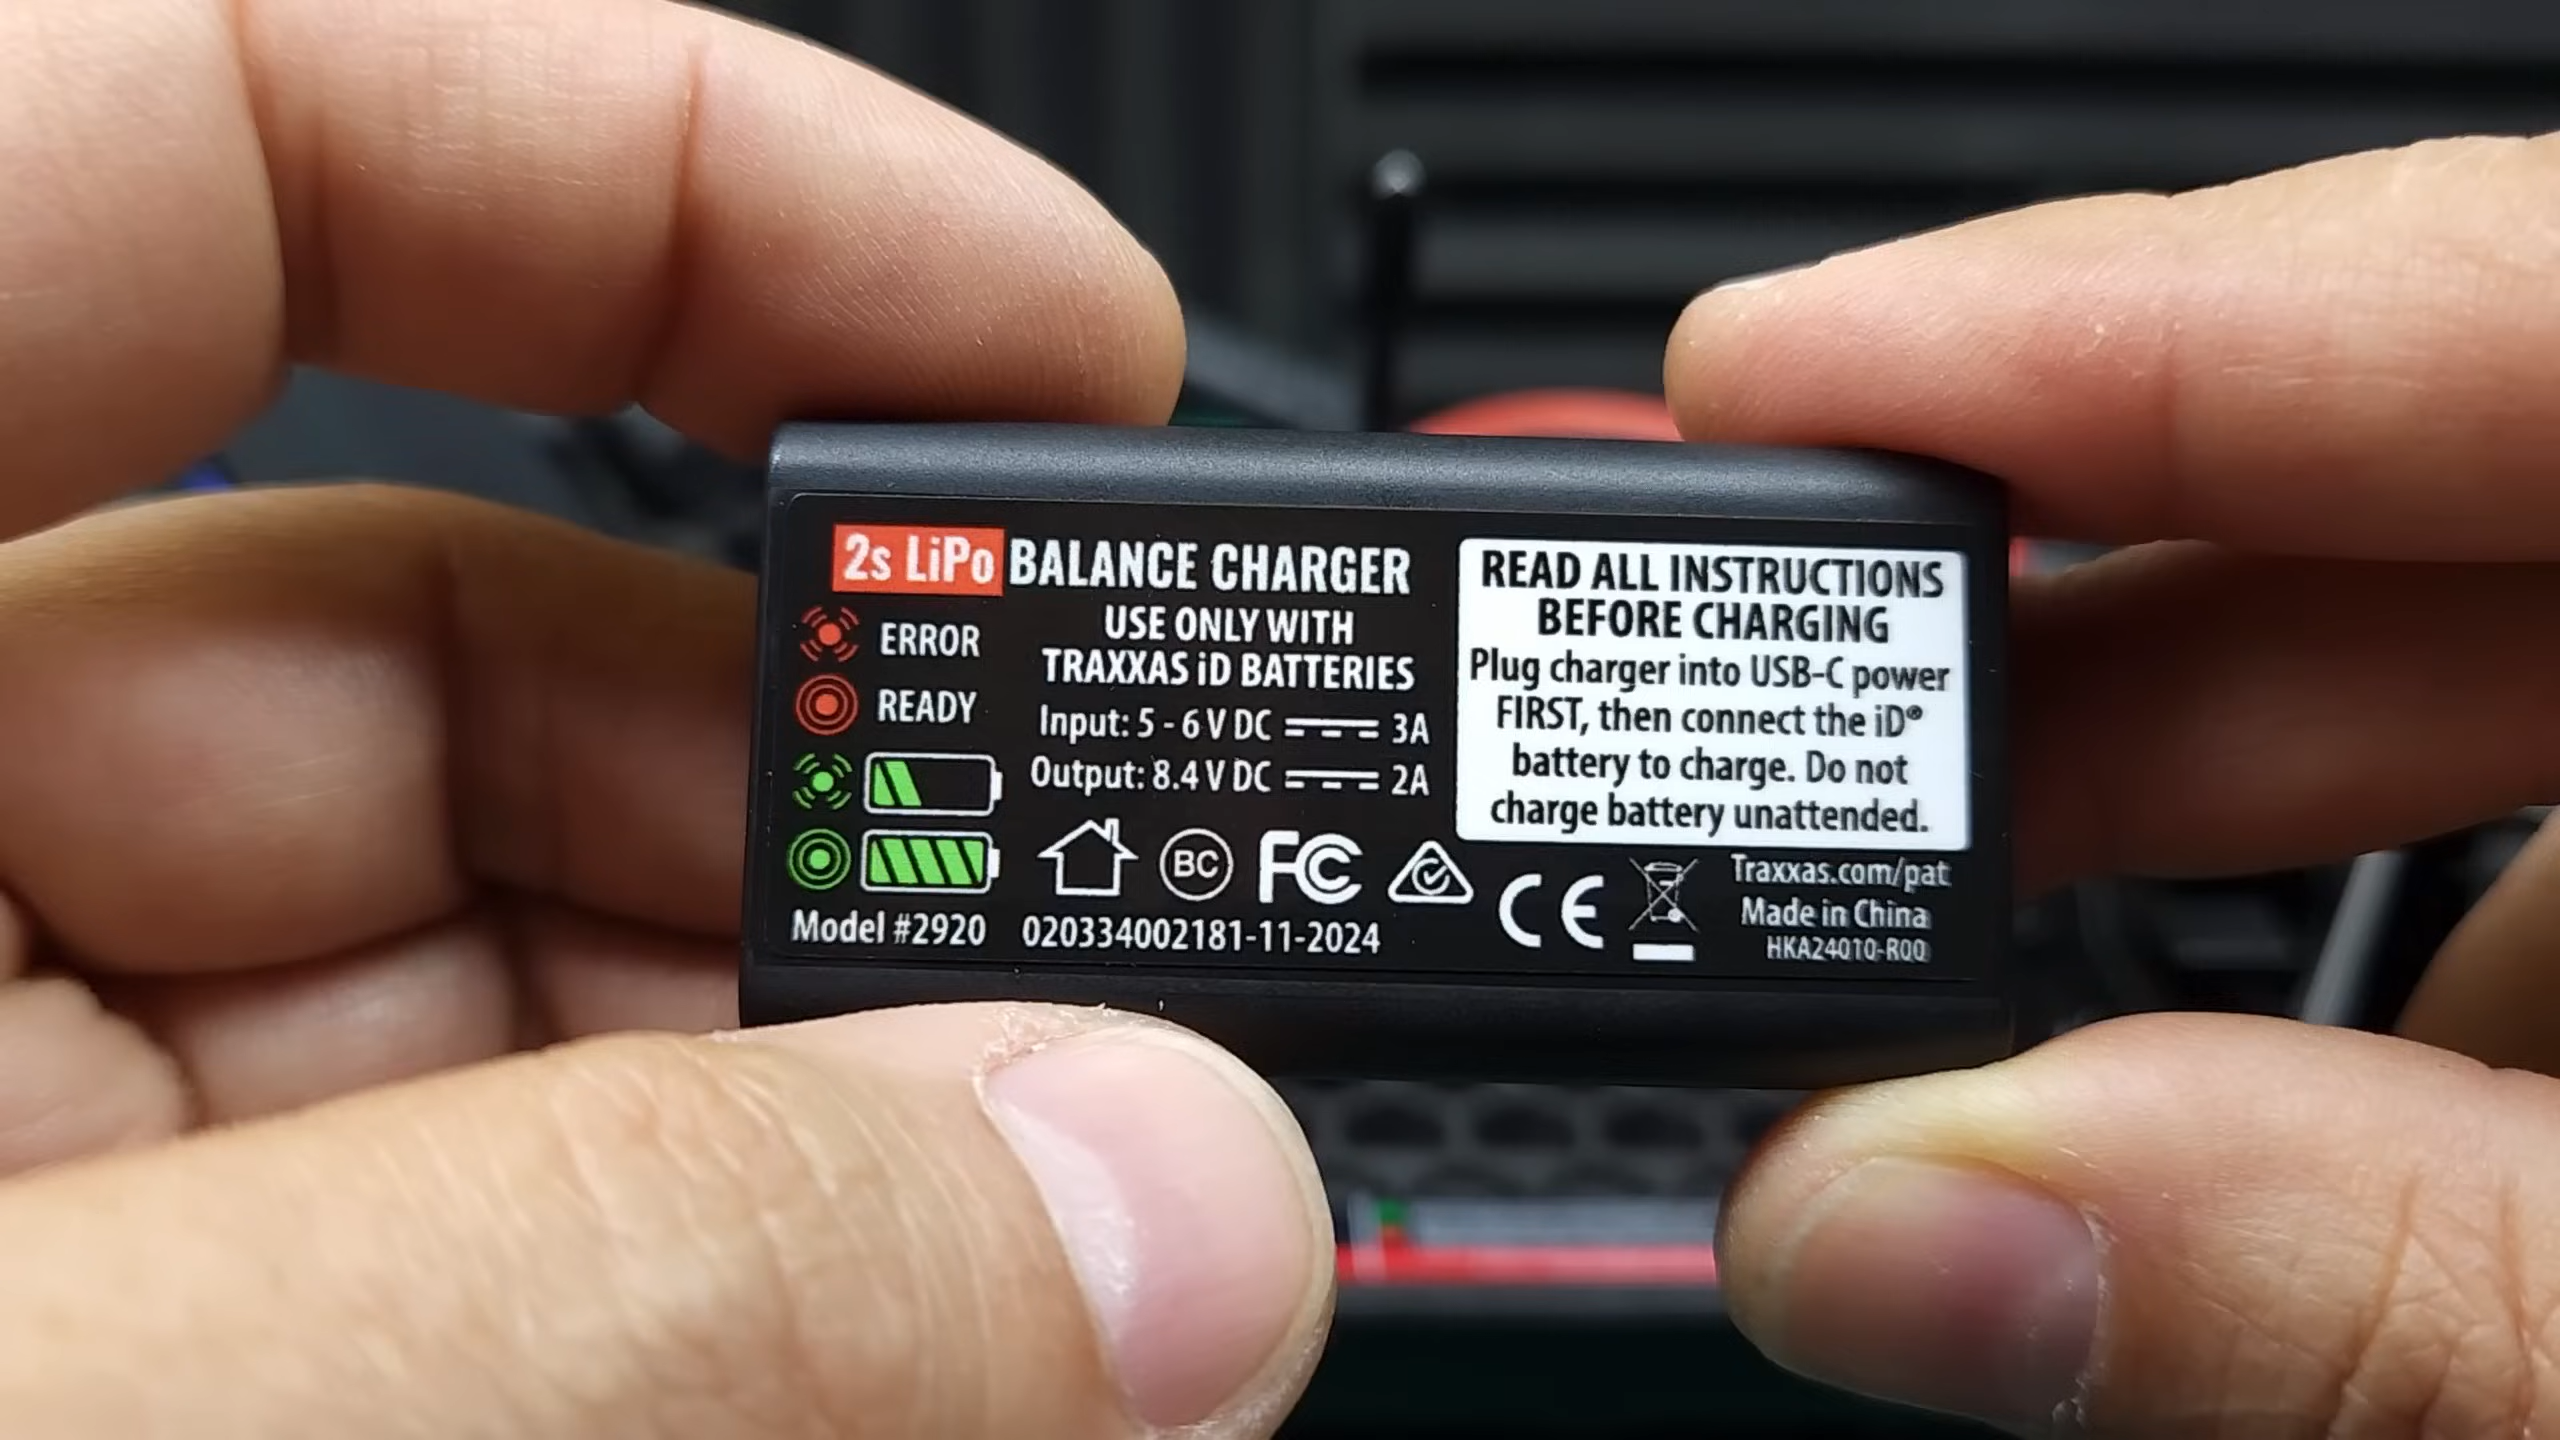 2s LiPo BALANCE CHARGER
USE ONLY WITH
TRAXXAS iD BATTERIES
ERROR
READY
Input: 5 - 6 V DC 3A
Output: 8.4 V DC 2A
BC FC CE
Model #2920 020334002181-11-2024
READ ALL INSTRUCTIONS
BEFORE CHARGING
Plug charger into USB-C power
FIRST, then connect the iD®
battery to charge. Do not
charge battery unattended.
Traxxas.com/pat
Made in China
HKA24010-R00